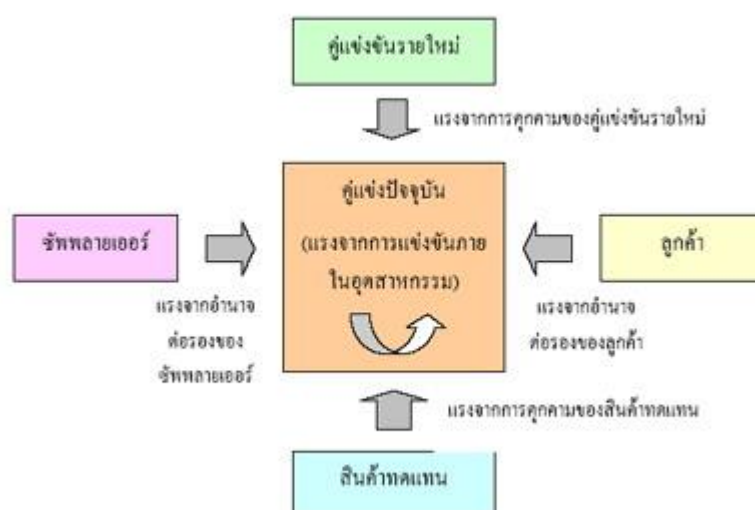 คู่แข่งขันรายใหม่
แรงจากการคุกคามของคู่แข่งขันรายใหม่
คู่แข่งปัจจุบัน
(แรงจากการแข่งขันภาย
ในอุตสาหกรรม)
ซัพพลายเออร์
แรงจากอำนาจ
ต่อรองของ
ซัพพลายเออร์
ลูกค้า
แรงจากอำนาจ
ต่อรองของลูกค้า
แรงจากการคุกคามของสินค้าทดแทน
สินค้าทดแทน